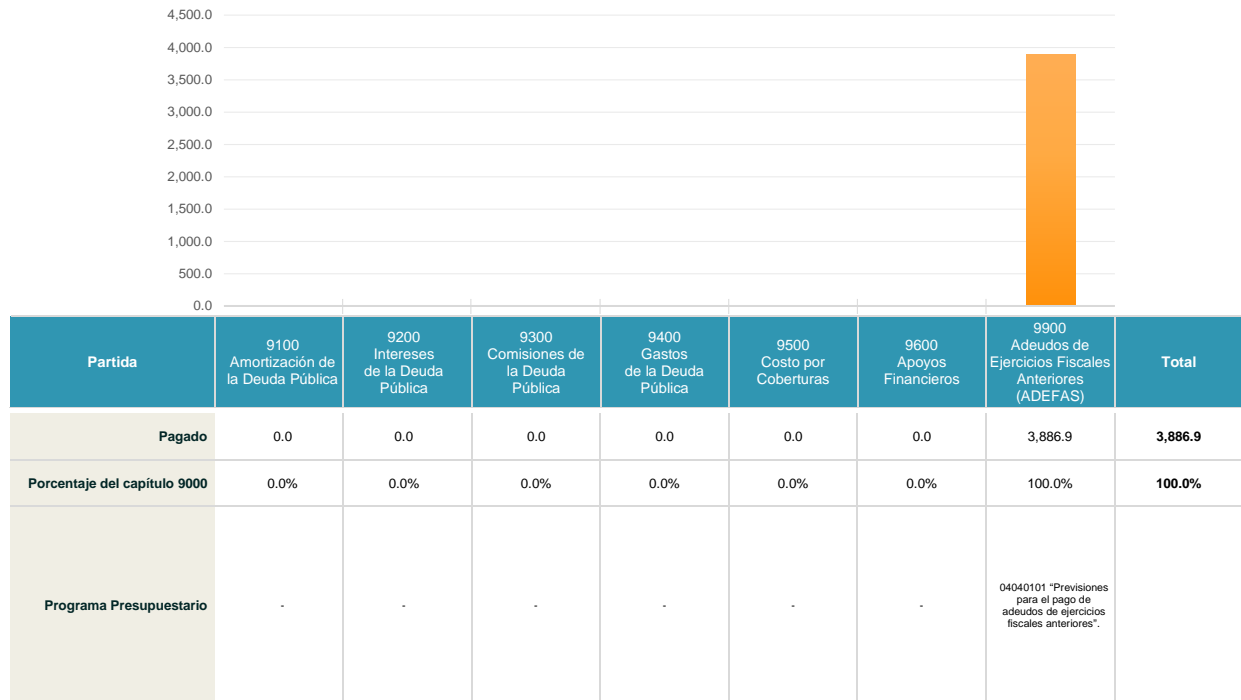 4,500.0
4,000.0
3,500.0
3,000.0
2,500.0
2,000.0
1,500.0
1,000.0
500.0
0.0
Partida
9100
Amortización de
la Deuda Pública
9200
Intereses
de la Deuda
Pública
9300
Comisiones de
la Deuda
Pública
9400
Gastos
de la Deuda
Pública
9500
Costo por
Coberturas
9600
Apoyos
Financieros
9900
Adeudos de
Ejercicios Fiscales
Anteriores
(ADEFAS)
Total
Pagado 0.0 0.0 0.0 0.0 0.0 0.0 3,886.9 3,886.9
Porcentaje del capítulo 9000 0.0% 0.0% 0.0% 0.0% 0.0% 0.0% 100.0% 100.0%
Programa Presupuestario - - - - - -
04040101 “Previsiones
para el pago de
adeudos de ejercicios
fiscales anteriores”.